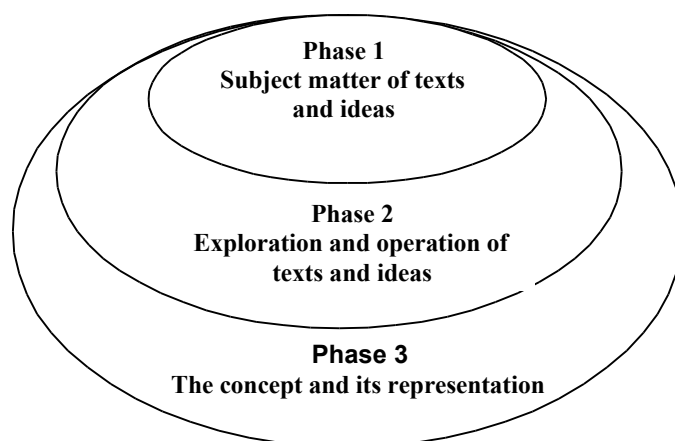 Phase 1
Subject matter of texts
and ideas
Phase 2
Exploration and operation of
texts and ideas
Phase 3
The concept and its representation